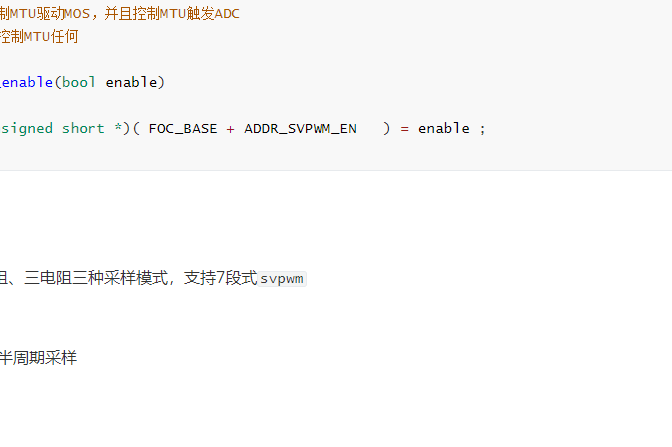 制MTU驱动MOS，并且控制MTU触发ADC
控制MTU任何
enable(bool enable)
signed short *)( FOC_BASE + ADDR_SVPWM_EN   ) = enable ;
阻、三电阻三种采样模式，支持7段式svpwm
半周期采样